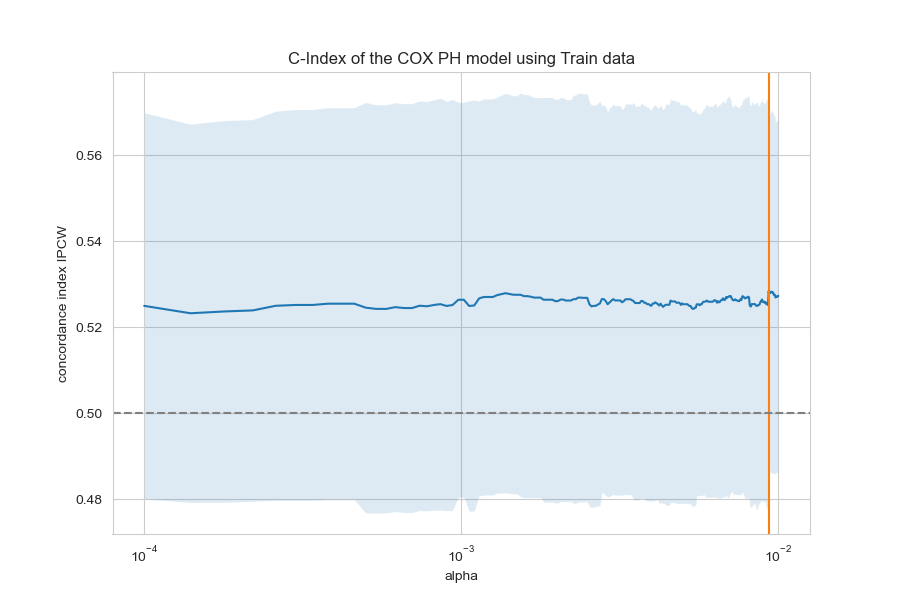 C-Index of the COX PH model using Train data
concordance index IPCW
0.56
0.54
0.52
0.50
0.48
10⁻⁴
10⁻³
10⁻²
alpha